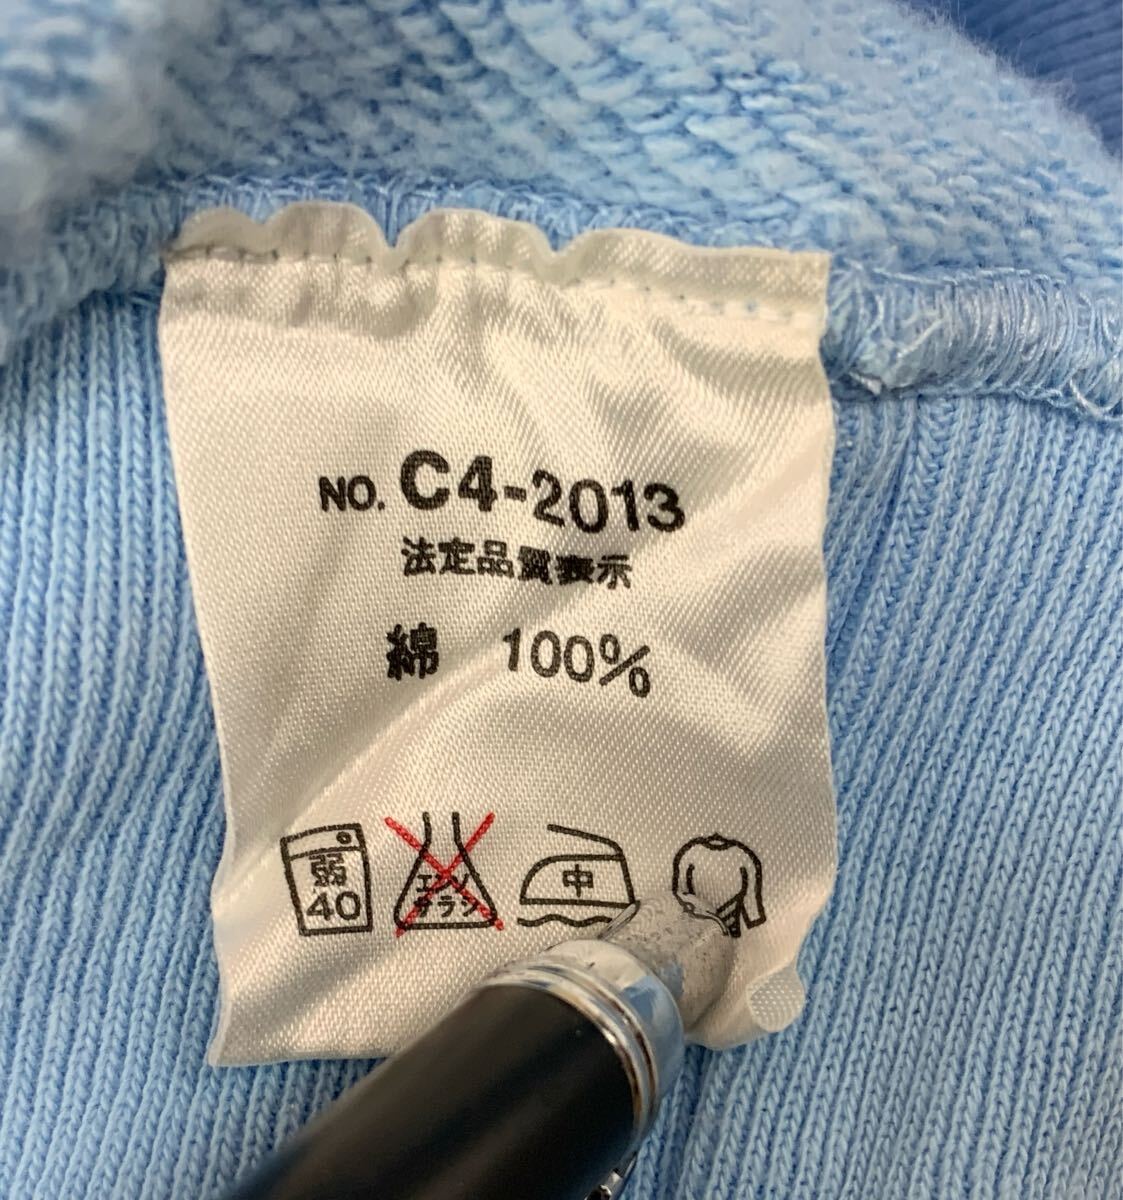 NO. C4-2013
法定品質表示
綿 100%
弱
40
エンソ
サラシ
中